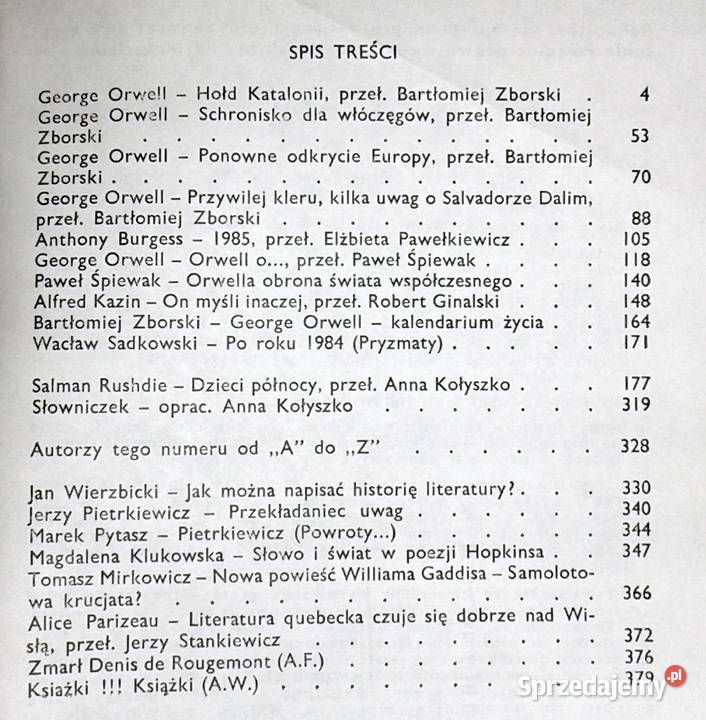 SPIS TREŚCI
George Orwell – Hołd Katalonii, przeł. Bartłomiej Zborski . 4
George Orwell – Schronisko dla włóczęgów, przeł. Bartłomiej
Zborski . . . . . . . . . . . . . . 53
George Orwell – Ponowne odkrycie Europy, przeł. Bartłomiej
Zborski . . . . . . . . . . . . . . . 70
George Orwell – Przywilej kleru, kilka uwag o Salvadorze Dalim,
przeł. Bartłomiej Zborski . . . . . . . . . . 88
Anthony Burgess – 1985, przeł. Elżbieta Pawełkiewicz . . . 105
George Orwell – Orwell o..., przeł. Paweł Śpiewak . . . . 118
Paweł Śpiewak – Orwella obrona świata współczesnego . . . 140
Alfred Kazin – On myśli inaczej, przeł. Robert Ginalski . . . 148
Bartłomiej Zborski – George Orwell – kalendarium życia . . 164
Wacław Sadkowski – Po roku 1984 (Pryzmaty) . . . . . 171
Salman Rushdie – Dzieci północy, przeł. Anna Kołyszko . . . 177
Słowniczek – oprac. Anna Kołyszko . . . . . . . 319
Autorzy tego numeru od „A” do „Z” . . . . . . 328
Jan Wierzbicki – Jak można napisać historię literatury? . . . 330
Jerzy Pietrkiewicz – Przekładaniec uwag . . . . . . 340
Marek Pytasz – Pietrkiewicz (Powroty...) . . . . . . 344
Magdalena Klukowska – Słowo i świat w poezji Hopkinsa . . 347
Tomasz Mirkowicz – Nowa powieść Williama Gaddisa – Samoloto-
wa krucjata? . . . . . . . . . . . . . 366
Alice Parizeau – Literatura quebecka czuje się dobrze nad Wi-
słą, przeł. Jerzy Stankiewicz . . . . . . . . . 372
Zmarł Denis de Rougemont (A.F.) . . . . . . . . 376
Ksiażki !!! Książki (A.W.) . . . . . . . . . . 379
Sprzedajemy.pl